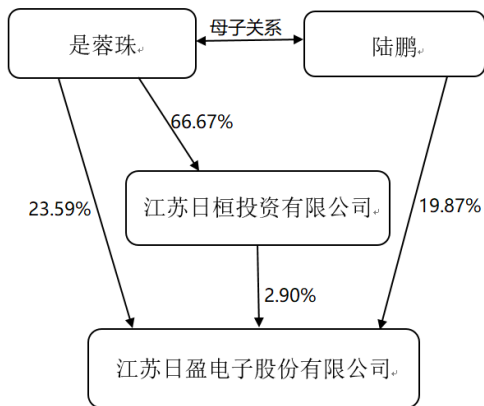 母子关系
是蓉珠
陆鹏
66.67%
23.59%
江苏日桓投资有限公司
19.87%
2.90%
江苏日盈电子股份有限公司